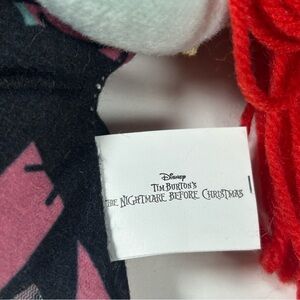 Disney
TIM BURTON'S
THE NIGHTMARE BEFORE CHRISTMAS